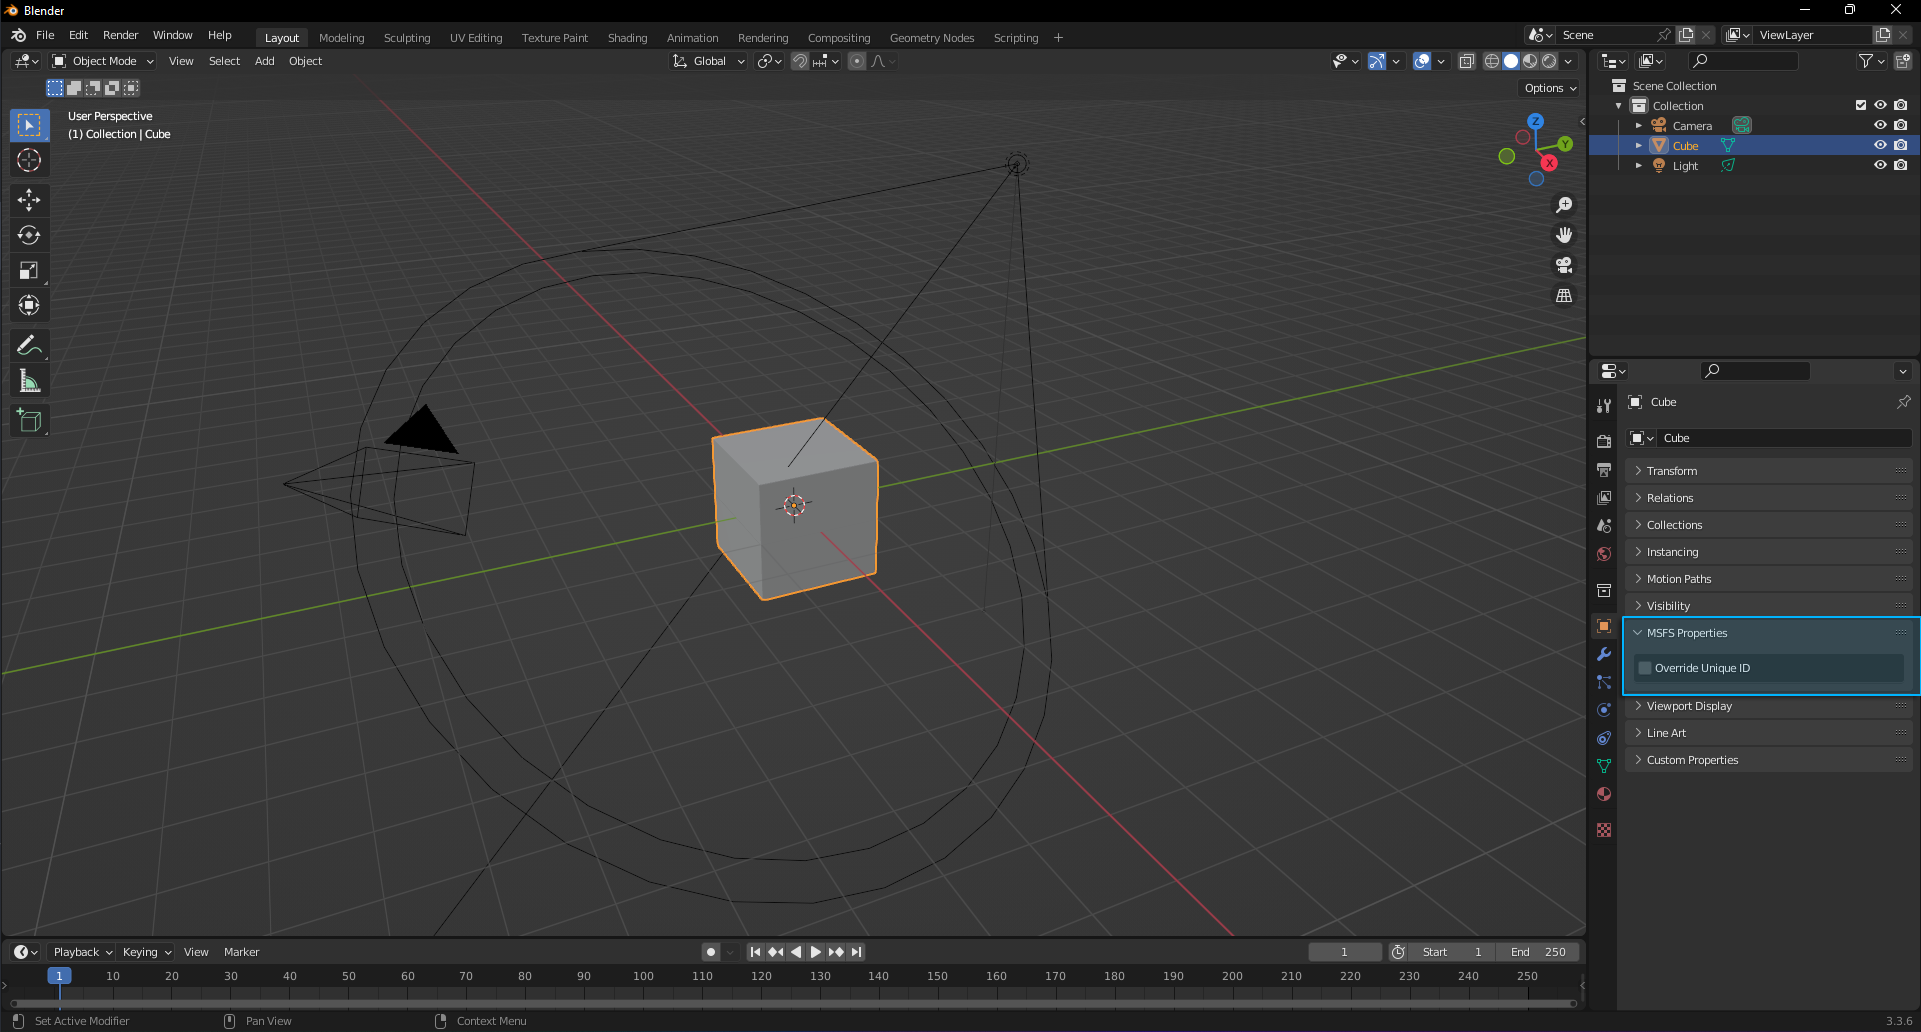 Blender
File Edit Render Window Help Layout Modeling Sculpting UV Editing Texture Paint Shading Animation Rendering Compositing Geometry Nodes Scripting + Scene ViewLayer
Object Mode View Select Add Object Global
Options
User Perspective
(1) Collection | Cube
Z
Y
X
Scene Collection
Collection
Camera
Cube
Light
Cube
Cube
Transform
Relations
Collections
Instancing
Motion Paths
Visibility
MSFS Properties
Override Unique ID
Viewport Display
Line Art
Custom Properties
Playback Keying View Marker 1 Start 1 End 250
1 10 20 30 40 50 60 70 80 90 100 110 120 130 140 150 160 170 180 190 200 210 220 230 240 250
Set Active Modifier Pan View Context Menu 3.3.6